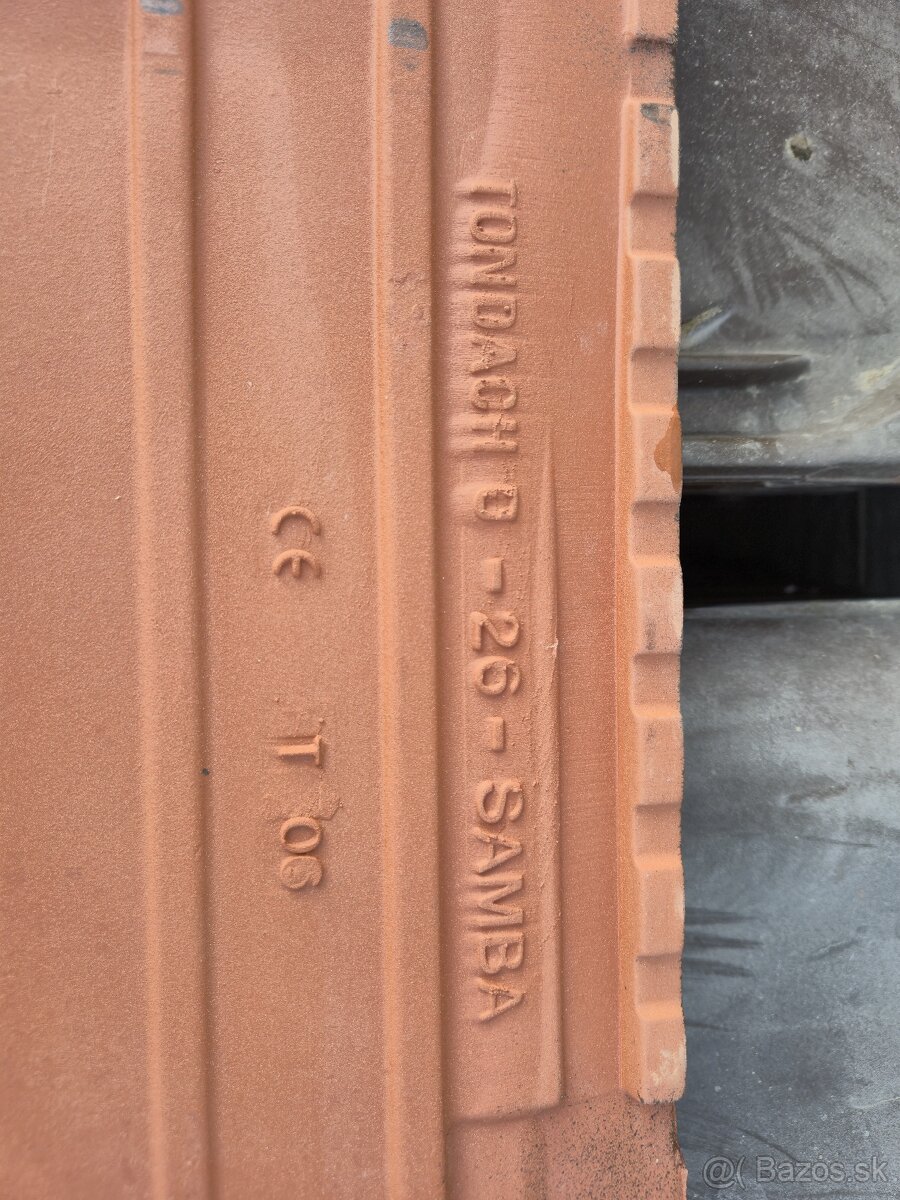 TONDACH O - 26 - SAMBA
CE
06
@( Bazos.sk